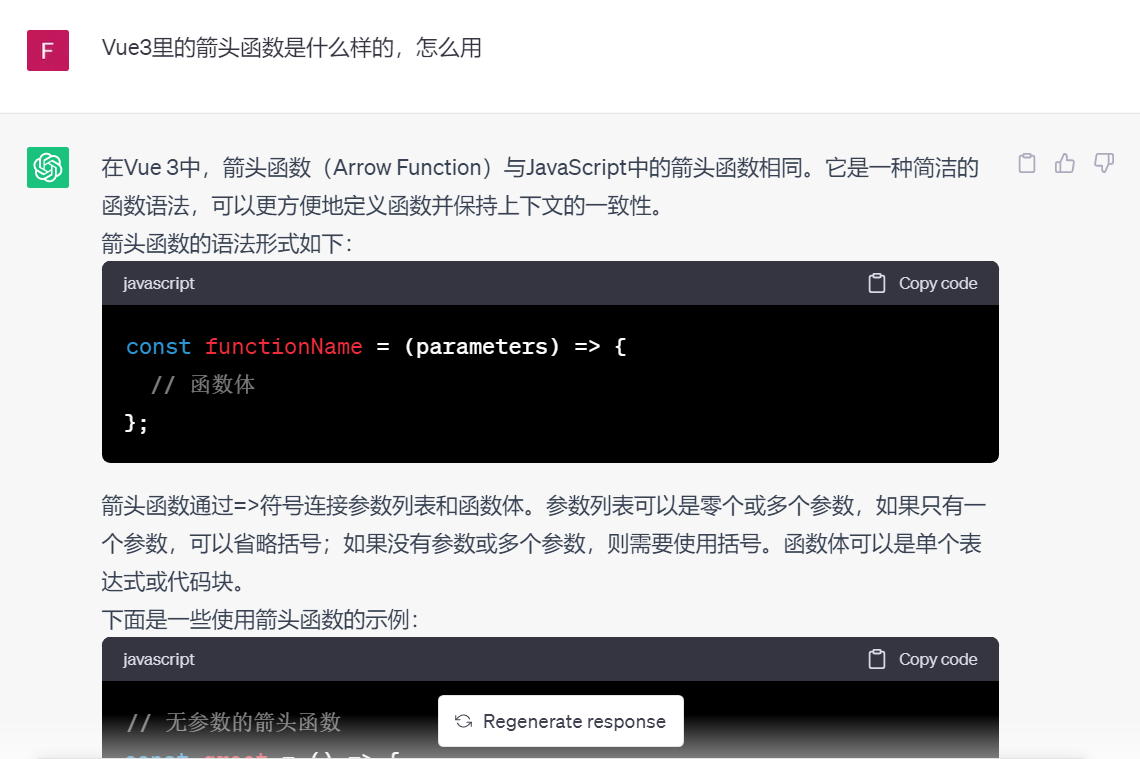 F
Vue3里的箭头函数是什么样的，怎么用
在Vue 3中，箭头函数（Arrow Function）与JavaScript中的箭头函数相同。它是一种简洁的
函数语法，可以更方便地定义函数并保持上下文的一致性。
箭头函数的语法形式如下：
javascript
Copy code
const functionName = (parameters) => {
// 函数体
};
箭头函数通过=>符号连接参数列表和函数体。参数列表可以是零个或多个参数，如果只有一
个参数，可以省略括号；如果没有参数或多个参数，则需要使用括号。函数体可以是单个表
达式或代码块。
下面是一些使用箭头函数的示例：
javascript
Copy code
// 无参数的箭头函数
Regenerate response
const greet = () => {